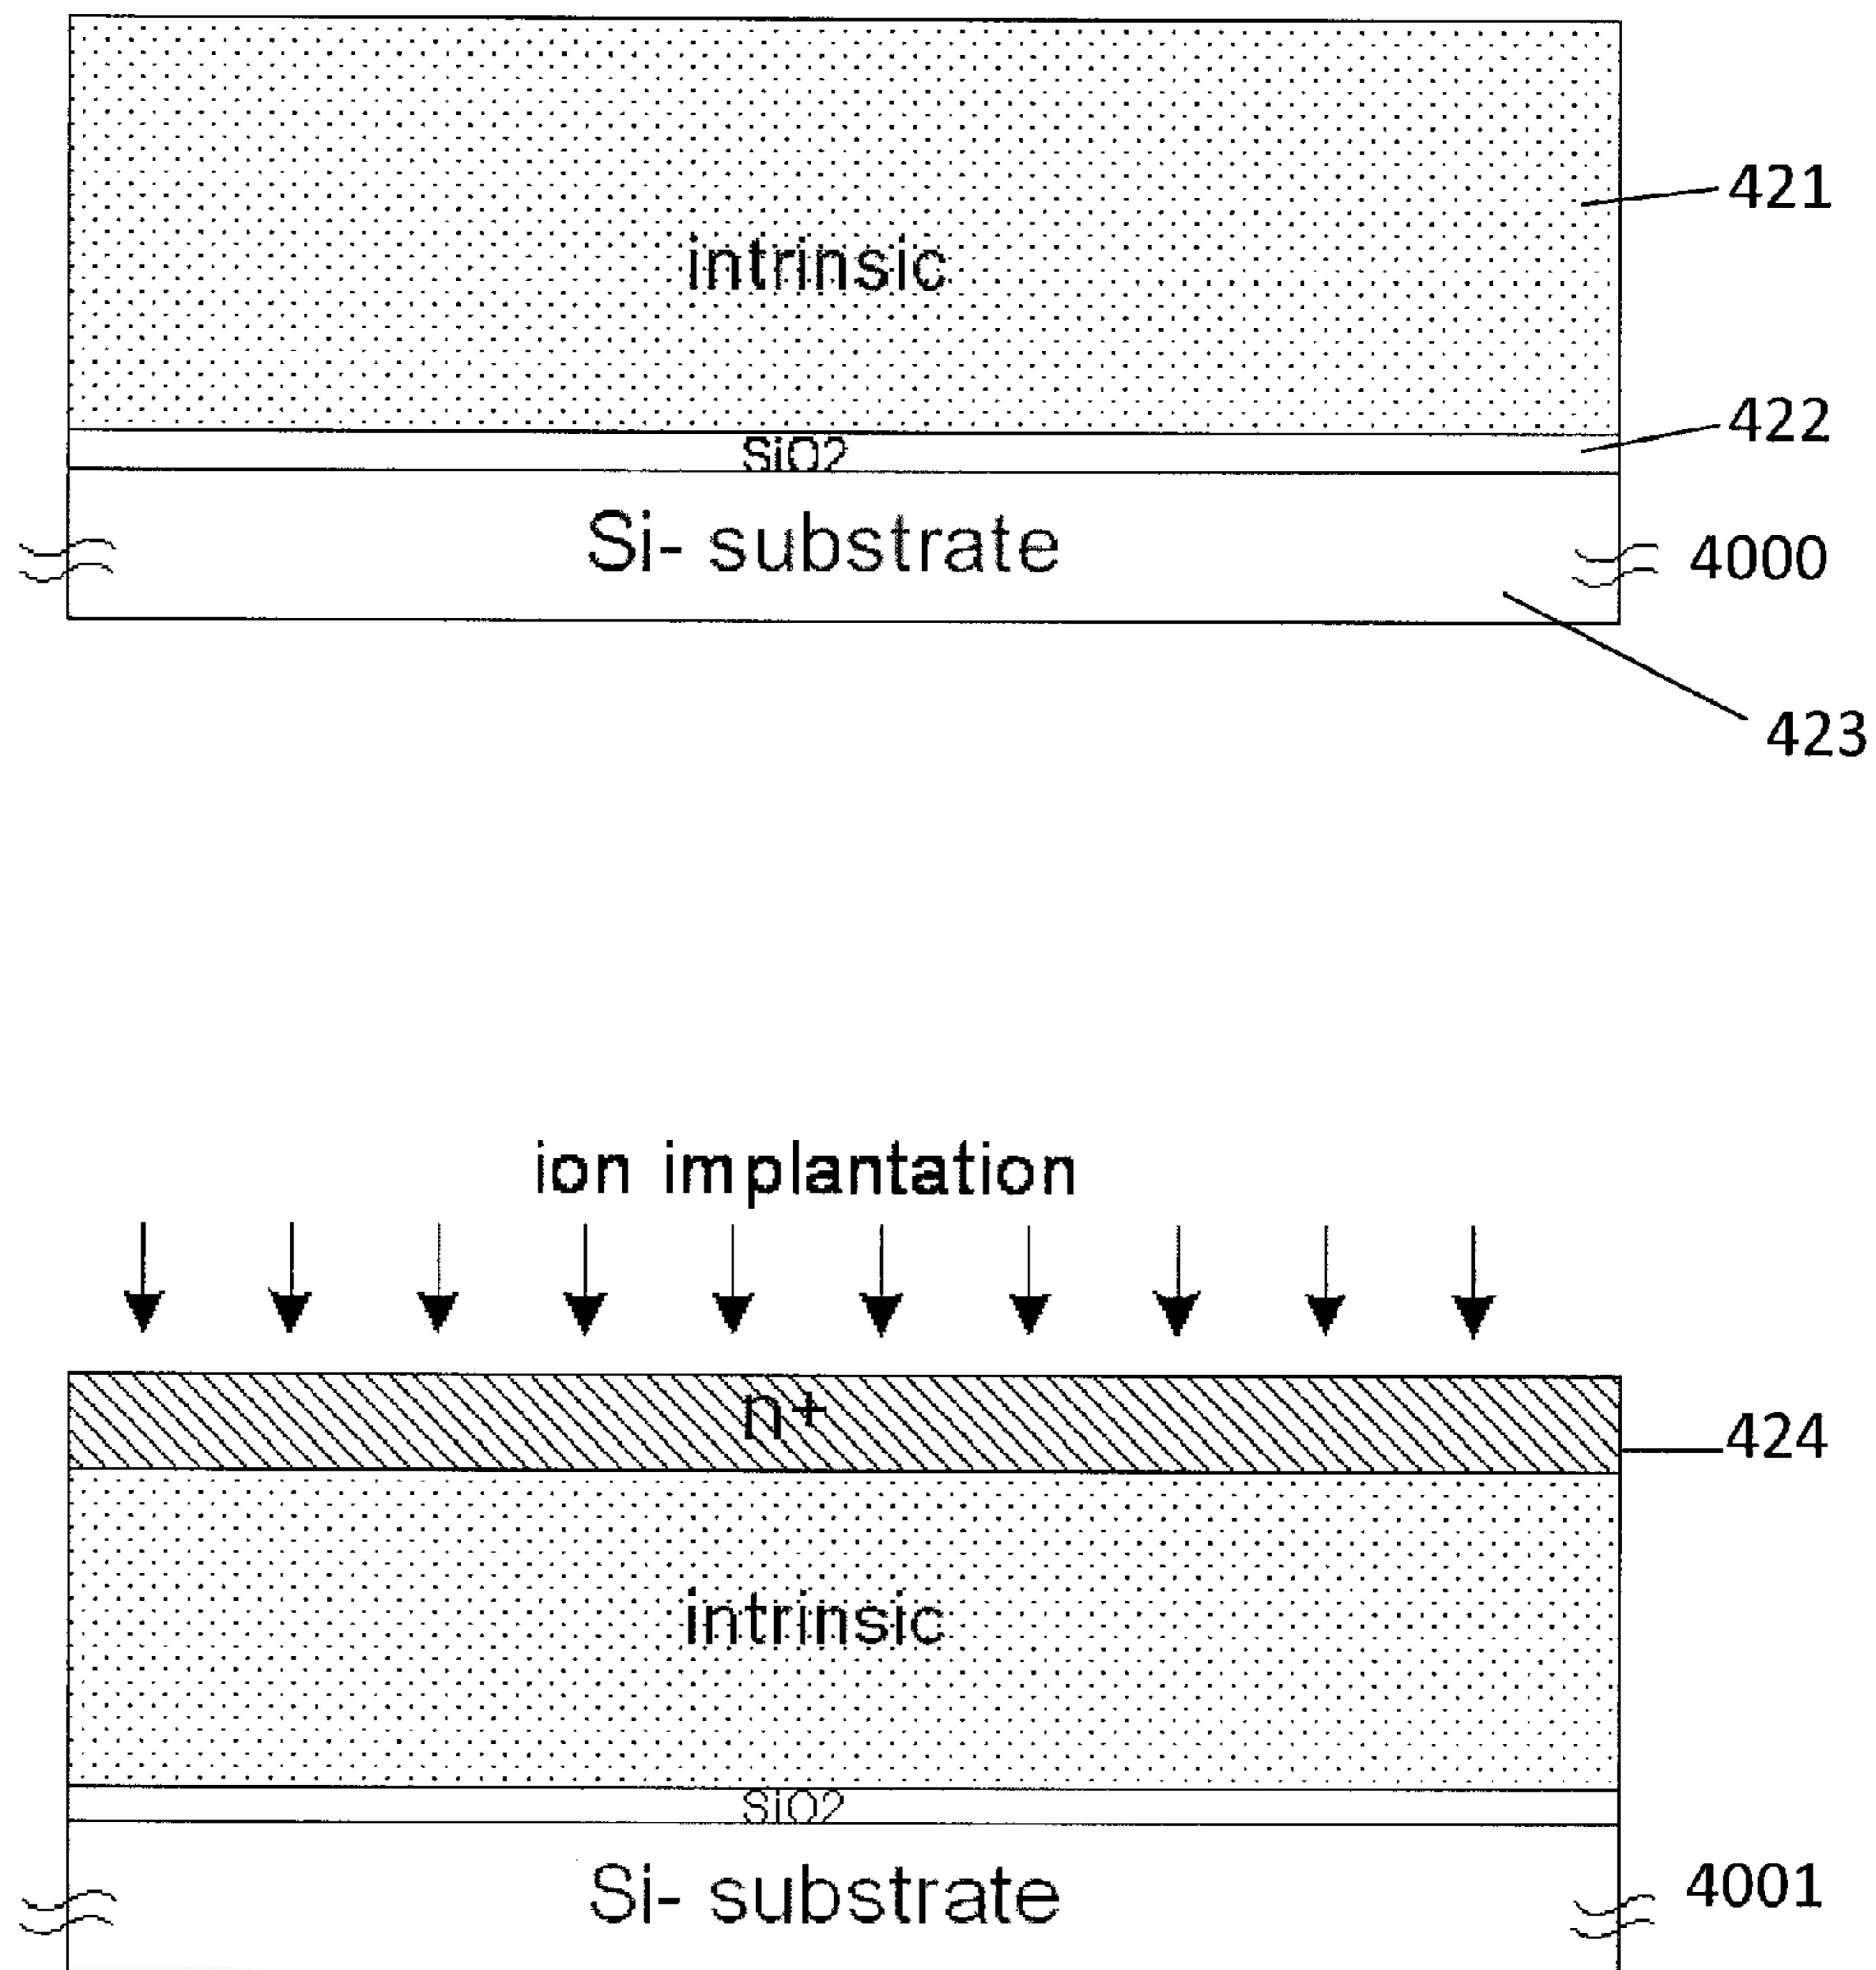 421
intrinsic
422
SiO2
Si- substrate
4000
423
ion implantation
n+
424
intrinsic
SiO2
Si- substrate
4001